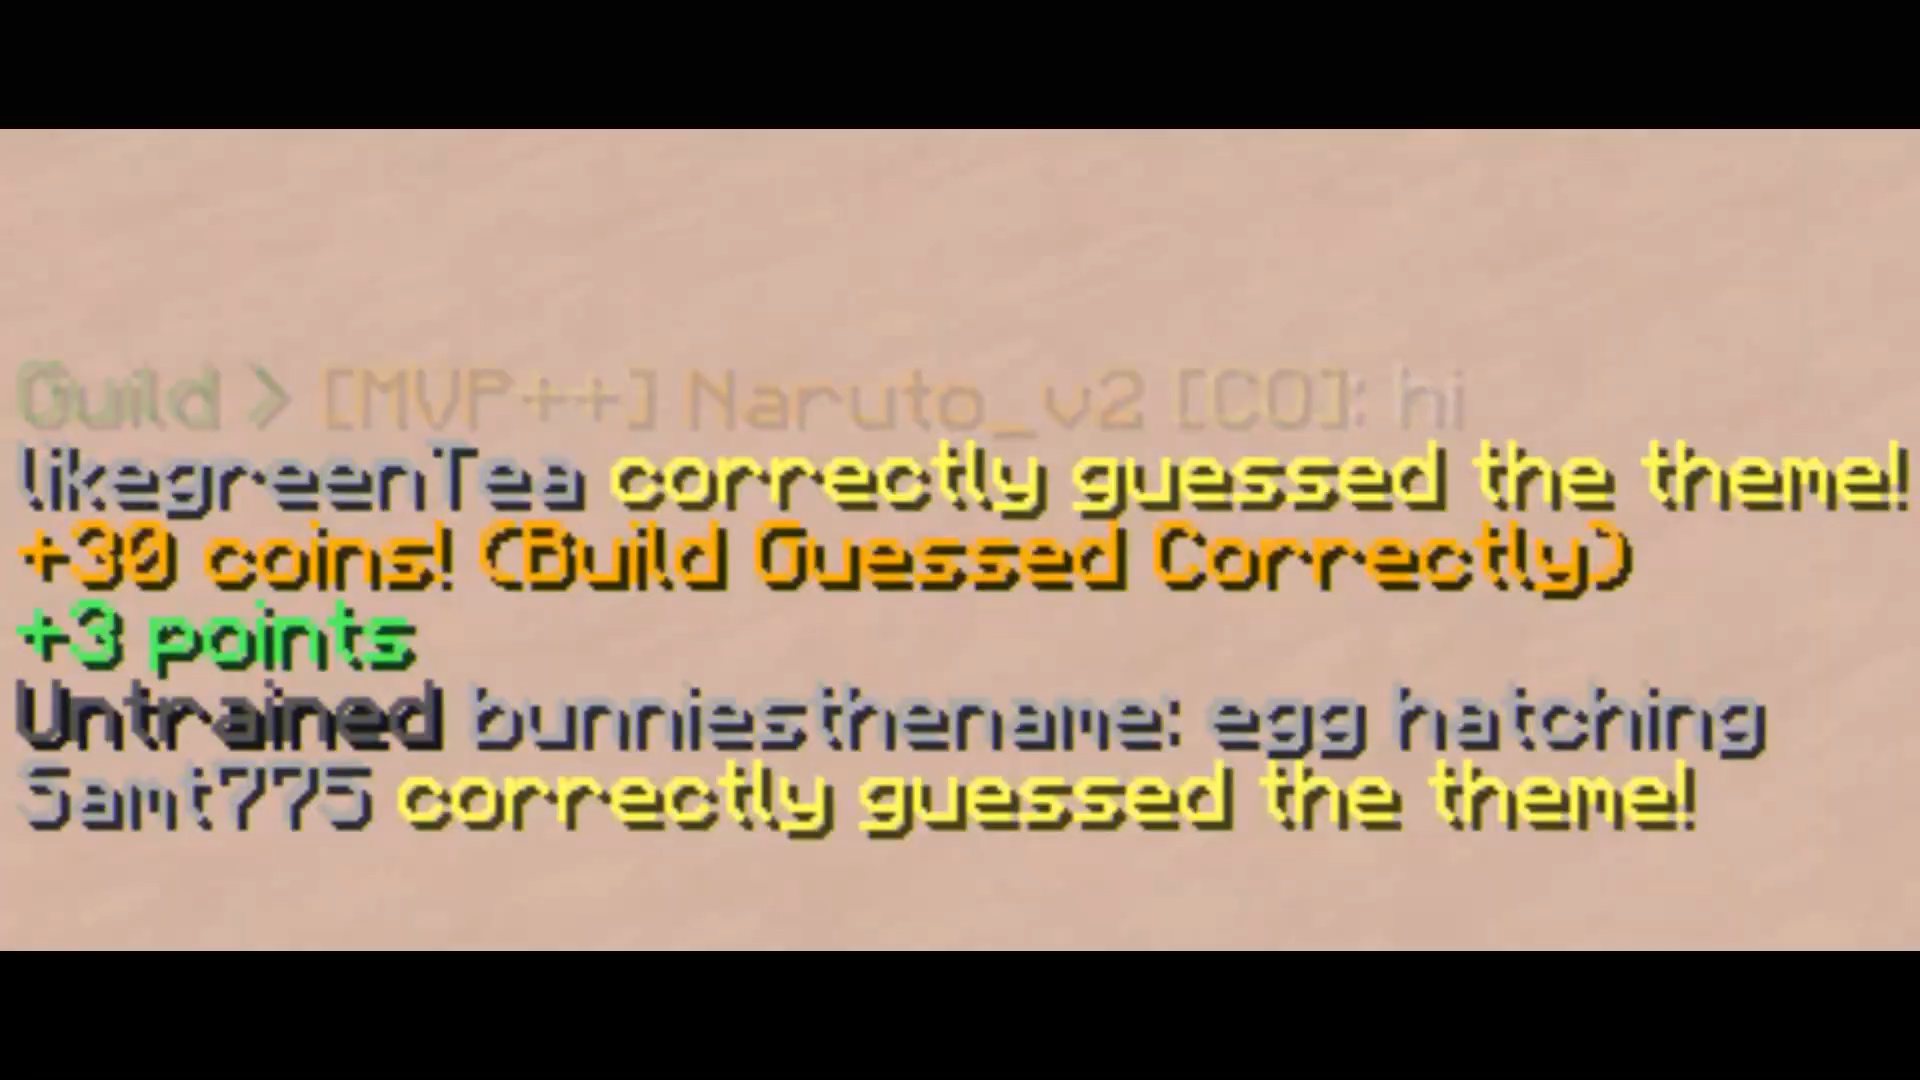 Guild > [MVP++] Naruto_v2 [CO]: hi
likegreenTea correctly guessed the theme!
+30 coins! (Build Guessed Correctly)
+3 points
Untrained bunniesthename: egg hatching
Samt775 correctly guessed the theme!